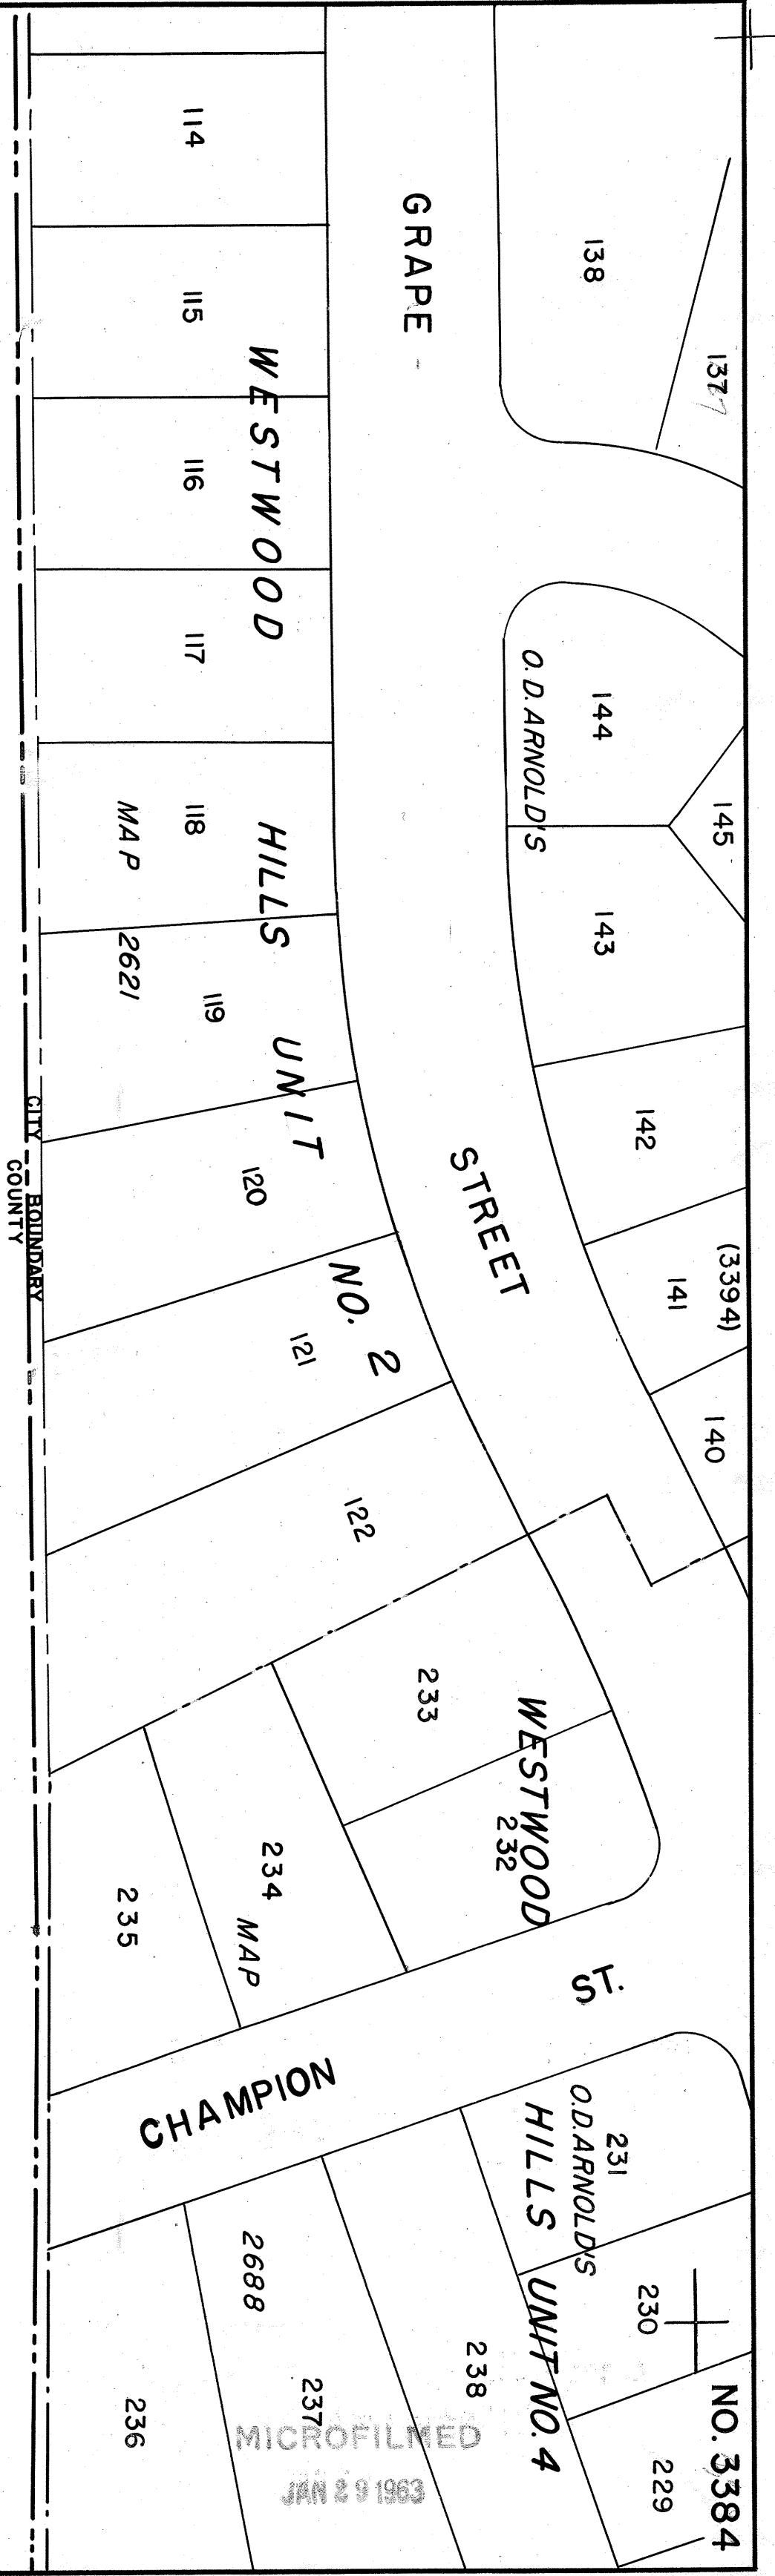 NO. 3384
137
138
GRAPE STREET
114
115
116
117
118
119
120
121
122
O.D. ARNOLD'S
WESTWOOD HILLS UNIT NO. 2
MAP 2621
144
145
143
142
141
(3394)
140
CITY BOUNDARY
COUNTY
233
232
234
235
O.D. ARNOLD'S
WESTWOOD HILLS UNIT NO. 4
MAP 2688
CHAMPION ST.
231
230
229
238
237
236
MICROFILMED
JAN 29 1963